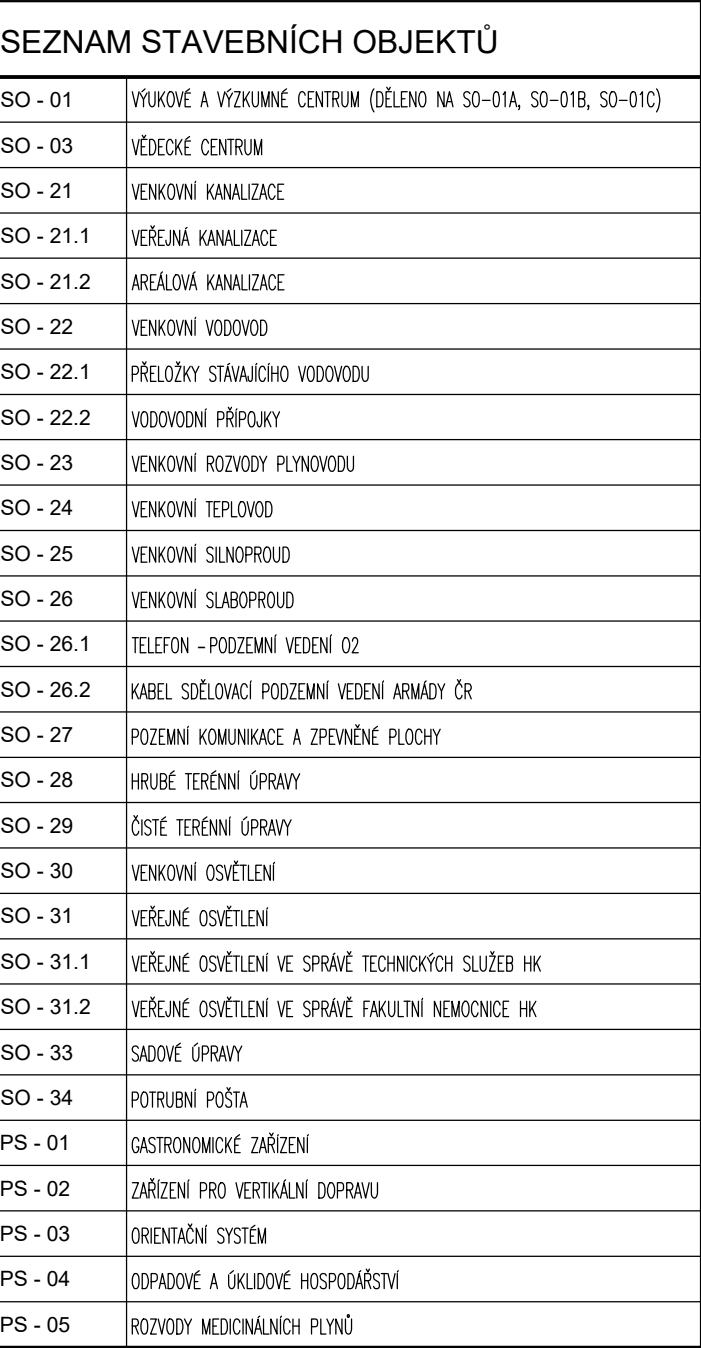 SEZNAM STAVEBNÍCH OBJEKTŮ
SO - 01 VÝUKOVÉ A VÝZKUMNÉ CENTRUM (DĚLENO NA SO-01A, SO-01B, SO-01C)
SO - 03 VĚDECKÉ CENTRUM
SO - 21 VENKOVNÍ KANALIZACE
SO - 21.1 VEŘEJNÁ KANALIZACE
SO - 21.2 AREÁLOVÁ KANALIZACE
SO - 22 VENKOVNÍ VODOVOD
SO - 22.1 PŘELOŽKY STÁVAJÍCÍHO VODOVODU
SO - 22.2 VODOVODNÍ PŘÍPOJKY
SO - 23 VENKOVNÍ ROZVODY PLYNOVODU
SO - 24 VENKOVNÍ TEPLOVOD
SO - 25 VENKOVNÍ SILNOPROUD
SO - 26 VENKOVNÍ SLABOPROUD
SO - 26.1 TELEFON - PODZEMNÍ VEDENÍ O2
SO - 26.2 KABEL SDĚLOVACÍ PODZEMNÍ VEDENÍ ARMÁDY ČR
SO - 27 POZEMNÍ KOMUNIKACE A ZPEVNĚNÉ PLOCHY
SO - 28 HRUBÉ TERÉNNÍ ÚPRAVY
SO - 29 ČISTÉ TERÉNNÍ ÚPRAVY
SO - 30 VENKOVNÍ OSVĚTLENÍ
SO - 31 VEŘEJNÉ OSVĚTLENÍ
SO - 31.1 VEŘEJNÉ OSVĚTLENÍ VE SPRÁVĚ TECHNICKÝCH SLUŽEB HK
SO - 31.2 VEŘEJNÉ OSVĚTLENÍ VE SPRÁVĚ FAKULTNÍ NEMOCNICE HK
SO - 33 SADOVÉ ÚPRAVY
SO - 34 POTRUBNÍ POŠTA
PS - 01 GASTRONOMICKÉ ZAŘÍZENÍ
PS - 02 ZAŘÍZENÍ PRO VERTIKÁLNÍ DOPRAVU
PS - 03 ORIENTAČNÍ SYSTÉM
PS - 04 ODPADOVÉ A ÚKLIDOVÉ HOSPODÁŘSTVÍ
PS - 05 ROZVODY MEDICINÁLNÍCH PLYNŮ